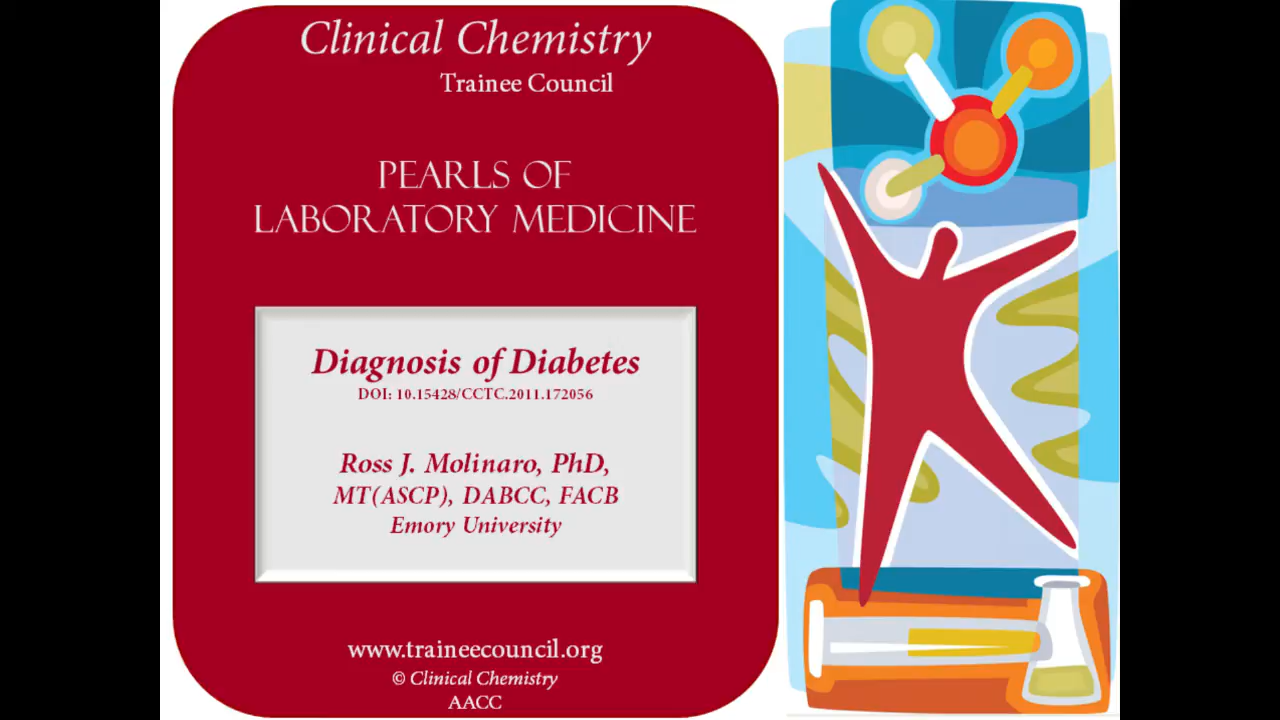 Clinical Chemistry
Trainee Council
PEARLS OF
LABORATORY MEDICINE
Diagnosis of Diabetes
DOI: 10.15428/CCTC.2011.172056
Ross J. Molinaro, PhD,
MT(ASCP), DABCC, FACB
Emory University
www.traineecouncil.org
© Clinical Chemistry
AACC